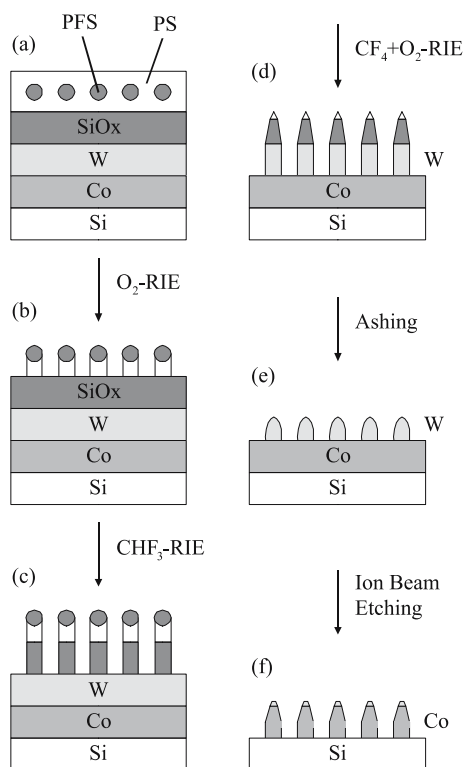 (a)
PFS
PS
SiOx
W
Co
Si
O₂-RIE
(b)
SiOx
W
Co
Si
CHF₃-RIE
(c)
W
Co
Si
CF₄+O₂-RIE
(d)
W
Co
Si
Ashing
(e)
W
Co
Si
Ion Beam
Etching
(f)
Co
Si